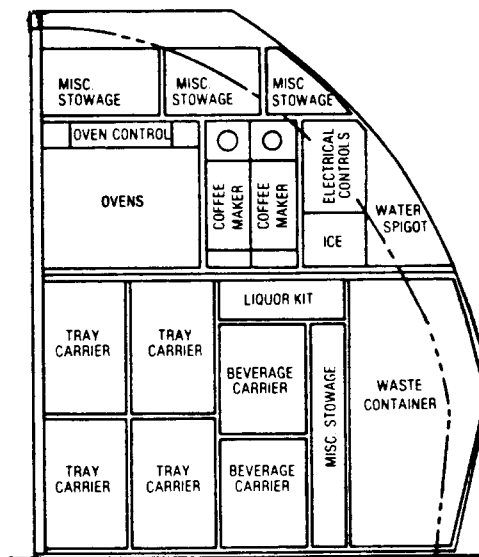 MISC.
STOWAGE
MISC.
STOWAGE
MISC
STOWAGE
OVEN CONTROL
OVENS
COFFEE
MAKER
COFFEE
MAKER
ELECTRICAL
CONTROLS
ICE
WATER
SPIGOT
LIQUOR KIT
TRAY
CARRIER
TRAY
CARRIER
BEVERAGE
CARRIER
MISC. STOWAGE
WASTE
CONTAINER
TRAY
CARRIER
TRAY
CARRIER
BEVERAGE
CARRIER